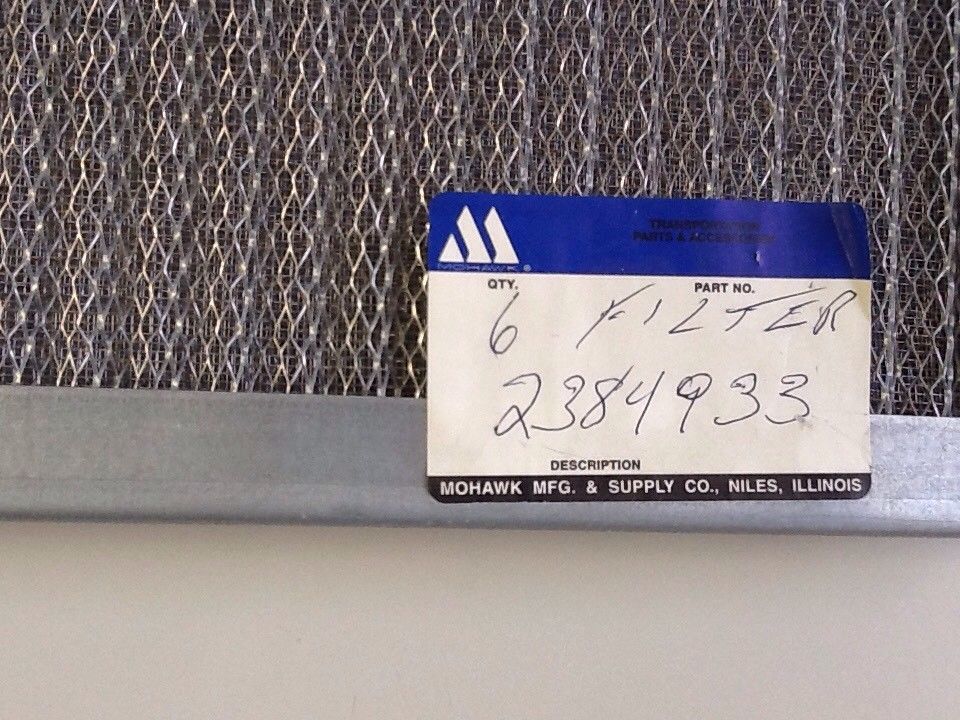 TRANSPORTATION
PARTS & ACCESSORIES
MOHAWK ®
QTY. PART NO.
6 FILTER
2384933
DESCRIPTION
MOHAWK MFG. & SUPPLY CO., NILES, ILLINOIS